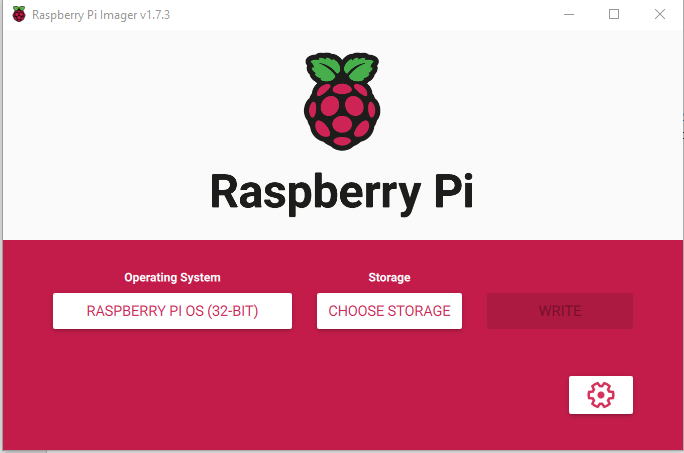 Raspberry Pi Imager v1.7.3
Raspberry Pi
Operating System
Storage
RASPBERRY PI OS (32-BIT)
CHOOSE STORAGE
WRITE